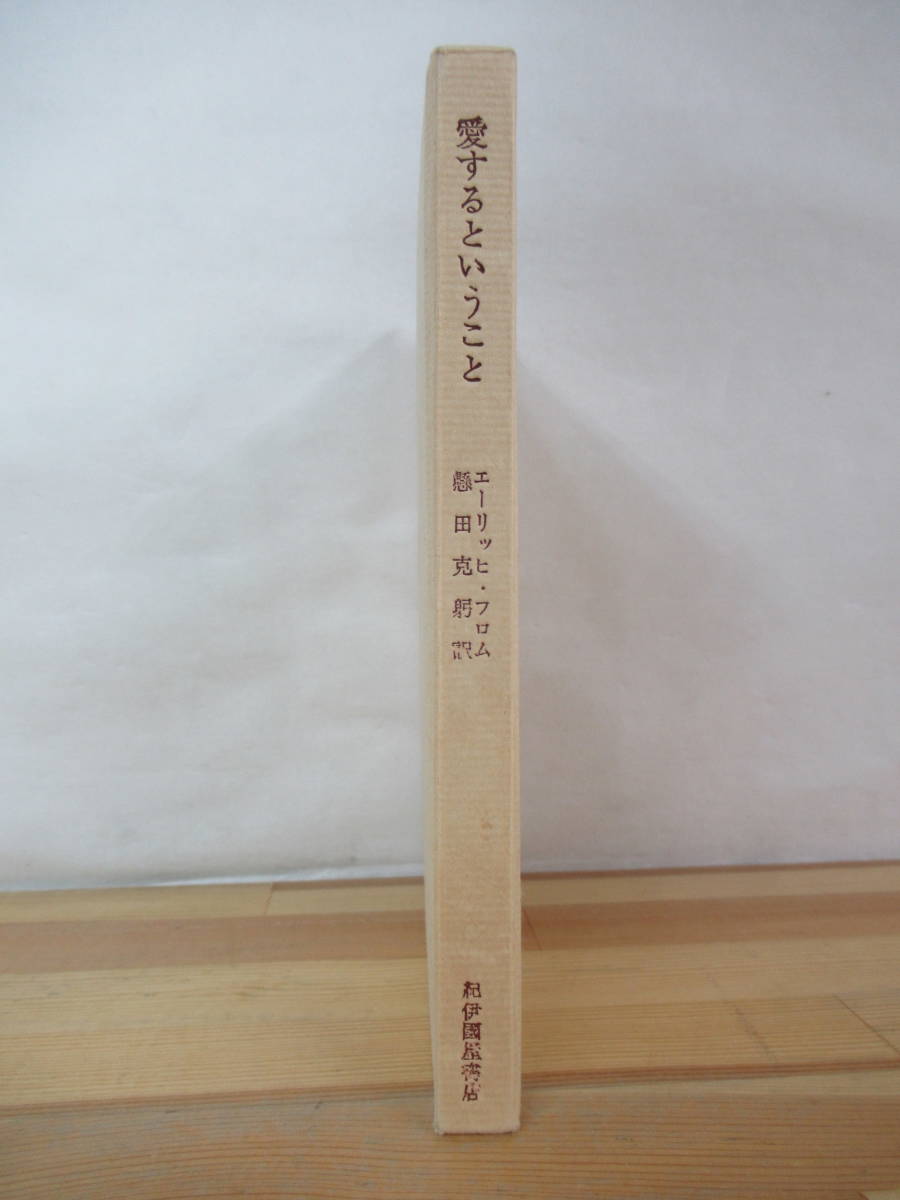 愛するということ
エーリッヒ・フロム
懸田克躬訳
紀伊國屋書店